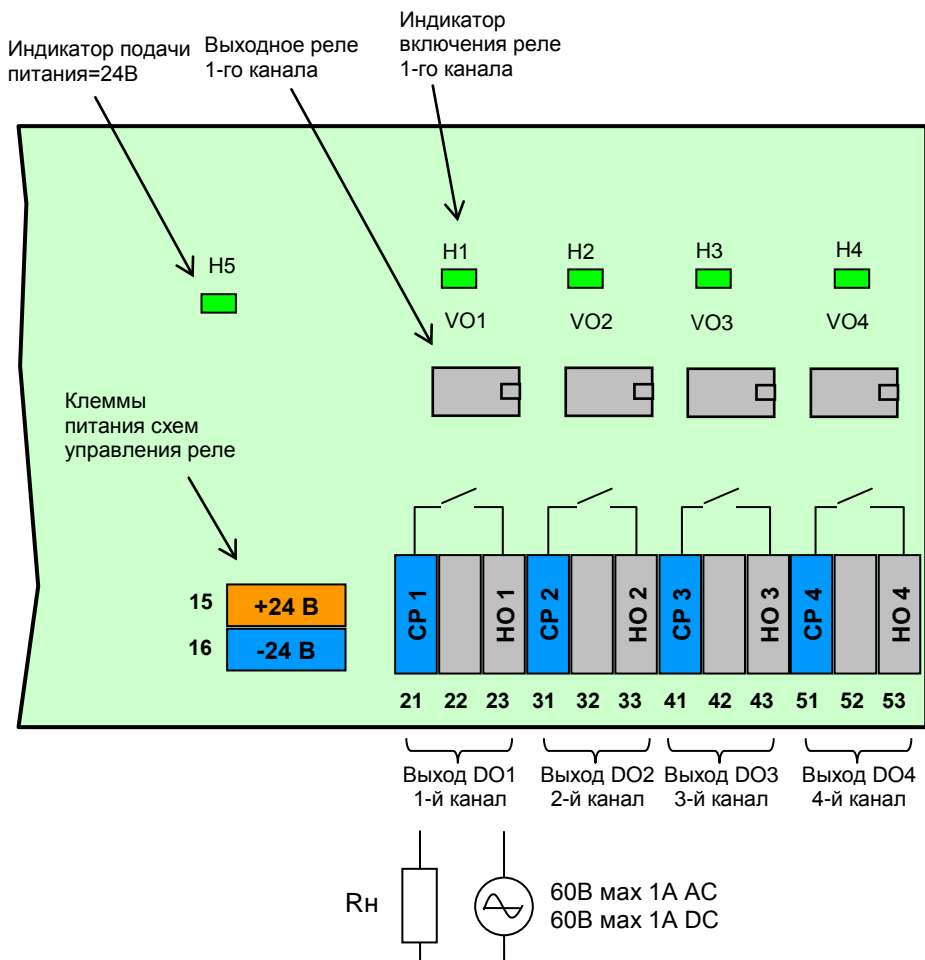 Индикатор подачи
питания=24В
Выходное реле
1-го канала
Индикатор
включения реле
1-го канала
H5
H1
H2
H3
H4
VO1
VO2
VO3
VO4
Клеммы
питания схем
управления реле
15 +24 В
16 -24 В
СР 1
НО 1
СР 2
НО 2
СР 3
НО 3
СР 4
НО 4
21 22 23 31 32 33 41 42 43 51 52 53
Выход DO1
1-й канал
Выход DO2
2-й канал
Выход DO3
3-й канал
Выход DO4
4-й канал
Rн
60В мах 1А АС
60В мах 1А DC